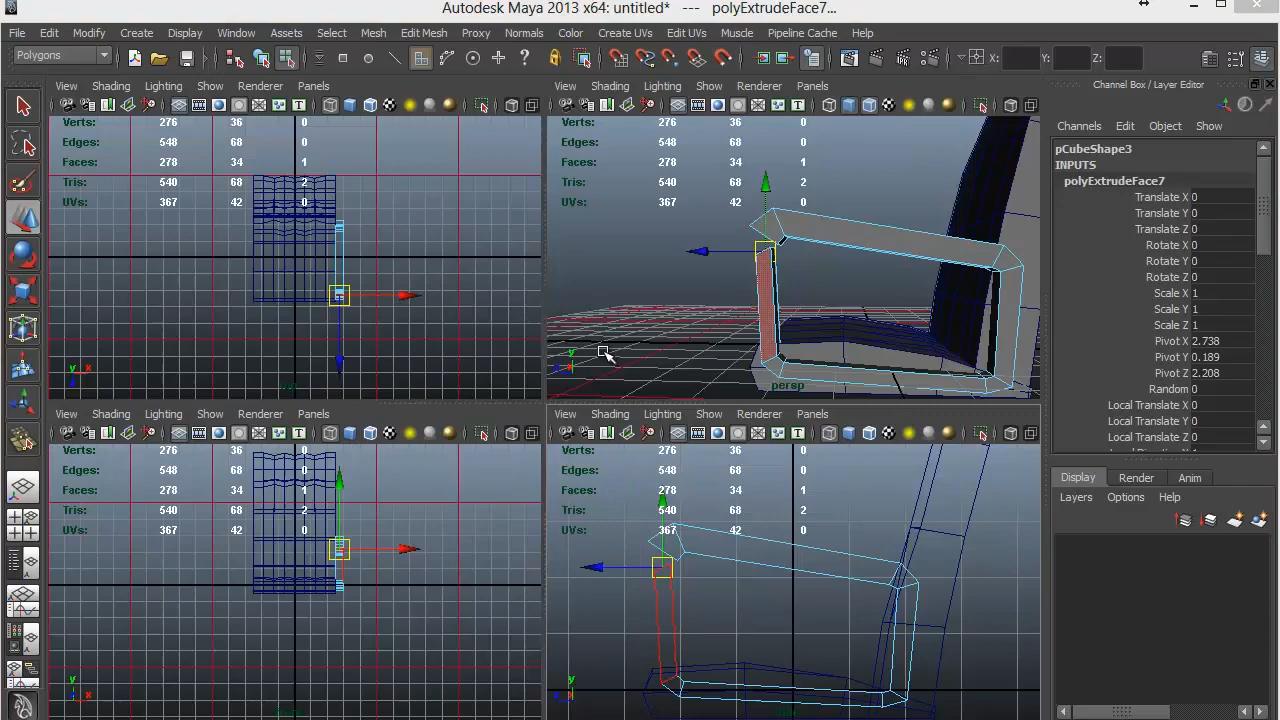 Autodesk Maya 2013 x64: untitled* --- polyExtrudeFace7...
File Edit Modify Create Display Window Assets Select Mesh Edit Mesh Proxy Normals Color Create UVs Edit UVs Muscle Pipeline Cache Help
Polygons X: Y: Z:
View Shading Lighting Show Renderer Panels
View Shading Lighting Show Renderer Panels
Channel Box / Layer Editor
Verts: 276 36 0
Edges: 548 68 0
Faces: 278 34 1
Tris: 540 68 2
UVs: 367 42 0
y
x
Verts: 276 36 0
Edges: 548 68 0
Faces: 278 34 1
Tris: 540 68 2
UVs: 367 42 0
y
persp
Channels Edit Object Show
pCubeShape3
INPUTS
polyExtrudeFace7
Translate X 0
Translate Y 0
Translate Z 0
Rotate X 0
Rotate Y 0
Rotate Z 0
Scale X 1
Scale Y 1
Scale Z 1
Pivot X 2.738
Pivot Y 0.189
Pivot Z 2.208
Random 0
Local Translate X 0
Local Translate Y 0
Local Translate Z 0
View Shading Lighting Show Renderer Panels
View Shading Lighting Show Renderer Panels
Verts: 276 36 0
Edges: 548 68 0
Faces: 278 34 1
Tris: 540 68 2
UVs: 367 42 0
y
x
Verts: 276 36 0
Edges: 548 68 0
Faces: 278 34 1
Tris: 540 68 2
UVs: 367 42 0
y
Display Render Anim
Layers Options Help